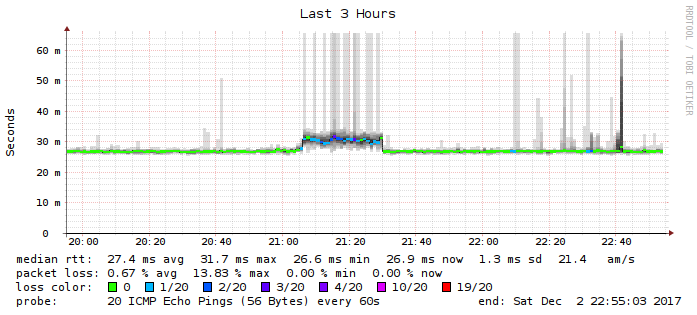 Last 3 Hours
RRDTOOL / TOBI OETIKER
Seconds
60 m
50 m
40 m
30 m
20 m
10 m
0
20:00 20:20 20:40 21:00 21:20 21:40 22:00 22:20 22:40
median rtt: 27.4 ms avg 31.7 ms max 26.6 ms min 26.9 ms now 1.3 ms sd 21.4 am/s
packet loss: 0.67 % avg 13.83 % max 0.00 % min 0.00 % now
loss color: 0 1/20 2/20 3/20 4/20 10/20 19/20
probe: 20 ICMP Echo Pings (56 Bytes) every 60s end: Sat Dec 2 22:55:03 2017